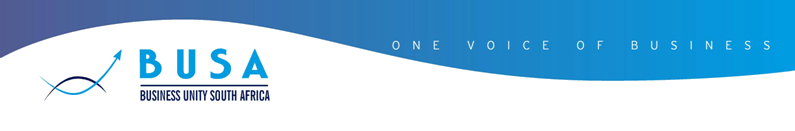 ONE VOICE OF BUSINESS
BUSA
BUSINESS UNITY SOUTH AFRICA